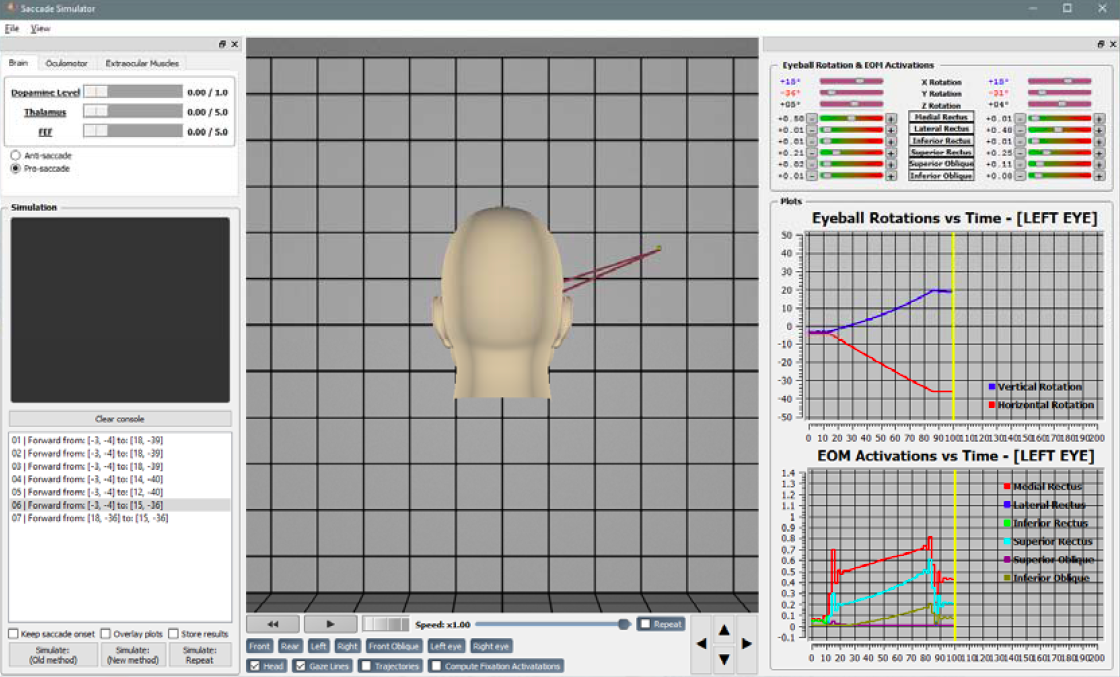 Saccade Simulator
File View
Brain Oculomotor Extraocular Muscles
Dopamine Level 0.00 / 1.0
Thalamus 0.00 / 5.0
FEF 0.00 / 5.0
Anti-saccade
Pro-saccade
Simulation
Clear console
01 | Forward from: [-3, -4] to: [18, -39]
02 | Forward from: [-3, -4] to: [18, -39]
03 | Forward from: [-3, -4] to: [18, -39]
04 | Forward from: [-3, -4] to: [14, -40]
05 | Forward from: [-3, -4] to: [12, -40]
06 | Forward from: [-3, -4] to: [15, -36]
07 | Forward from: [18, -36] to: [15, -36]
Keep saccade onset Overlay plots Store results
Simulate: (Old method)
Simulate: (New method)
Simulate: Repeat
Speed: x1.00 Repeat
Front Rear Left Right Front Oblique Left eye Right eye
Head Gaze Lines Trajectories Compute Fixation Activatations
Eyeball Rotation & EOM Activations
X Rotation
-36° Y Rotation -31°
+05° Z Rotation +04°
+0.50 - + Medial Rectus +0.01 - +
+0.01 - + Lateral Rectus +0.48 - +
+0.01 - + Inferior Rectus +0.01 - +
+0.21 - + Superior Rectus +0.25 - +
+0.02 - + Superior Oblique +0.11 - +
+0.01 - + Inferior Oblique +0.00 - +
Plots
Eyeball Rotations vs Time - [LEFT EYE]
50
40
30
20
10
0
-10
-20
-30
-40
-50
Vertical Rotation
Horizontal Rotation
0 10 20 30 40 50 60 70 80 90 100 110 120 130 140 150 160 170 180 190 200
EOM Activations vs Time - [LEFT EYE]
1.4
1.3
1.2
1.1
1
0.9
0.8
0.7
0.6
0.5
0.4
0.3
0.2
0.1
0
-0.1
Medial Rectus
Lateral Rectus
Inferior Rectus
Superior Rectus
Superior Oblique
Inferior Oblique
0 10 20 30 40 50 60 70 80 90 100 110 120 130 140 150 160 170 180 190 200